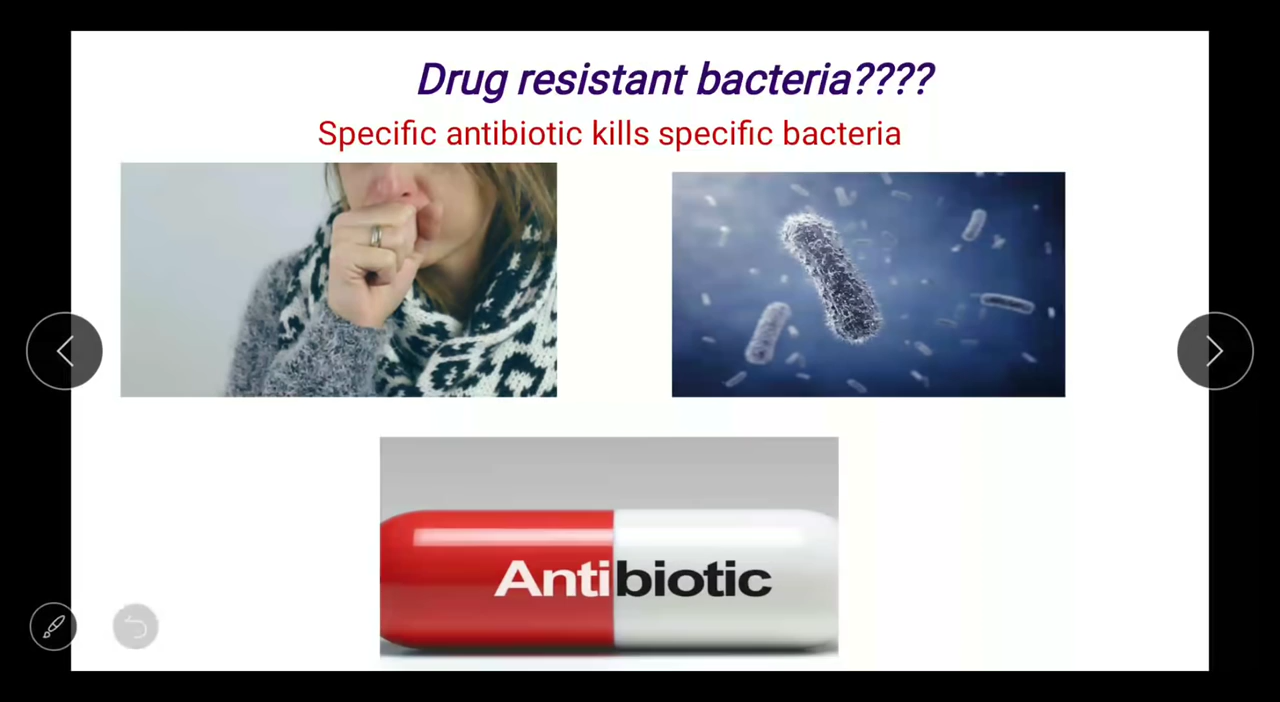 Drug resistant bacteria????
Specific antibiotic kills specific bacteria
Antibiotic